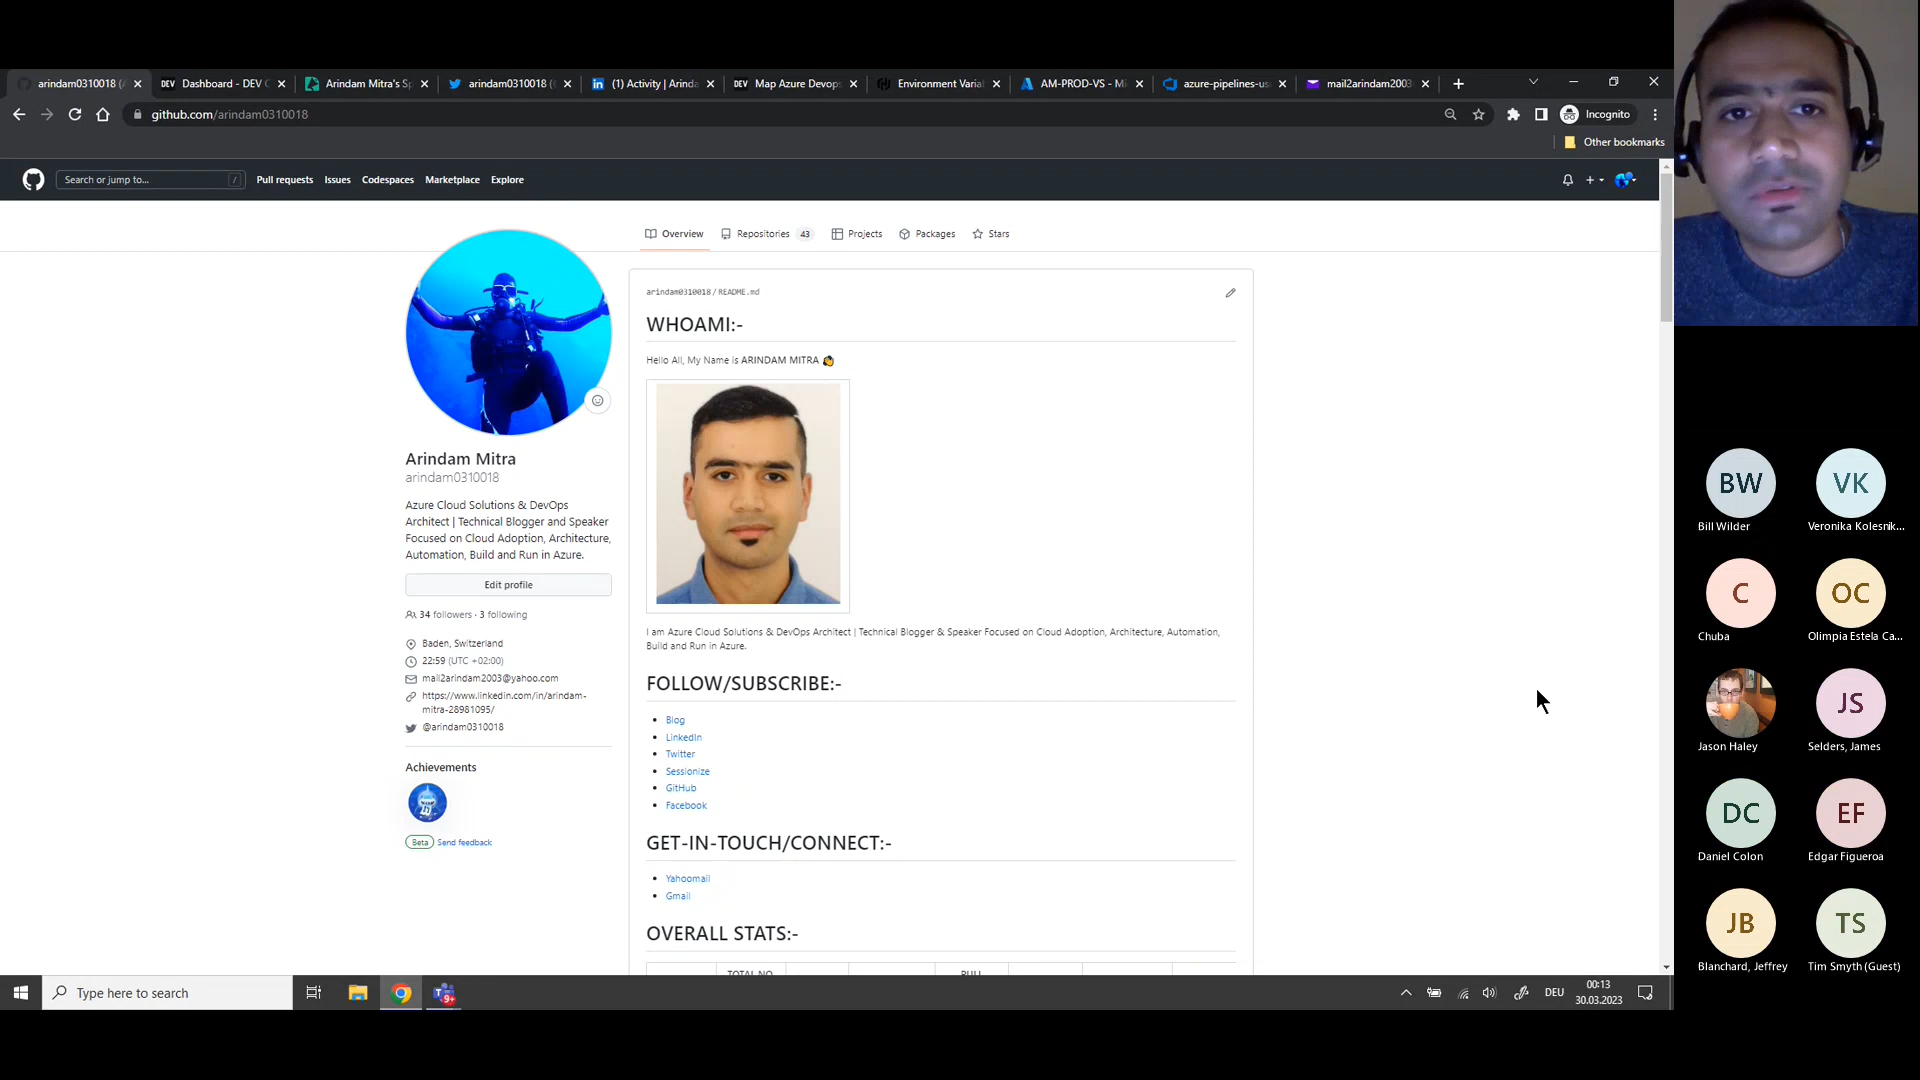 arindam0310018 (A
DEV Dashboard - DEV C
Arindam Mitra's Sp
arindam0310018 (
in (1) Activity | Arinda
DEV Map Azure Devops
Environment Varia
AM-PROD-VS - Mi
azure-pipelines-us
mail2arindam2003
github.com/arindam0310018
Incognito
Other bookmarks
Search or jump to...
/
Pull requests
Issues
Codespaces
Marketplace
Explore
Overview
Repositories 43
Projects
Packages
Stars
Arindam Mitra
arindam0310018
Azure Cloud Solutions & DevOps
Architect | Technical Blogger and Speaker
Focused on Cloud Adoption, Architecture,
Automation, Build and Run in Azure.
Edit profile
34 followers · 3 following
Baden, Switzerland
22:59 (UTC +02:00)
mail2arindam2003@yahoo.com
https://www.linkedin.com/in/arindam-
mitra-28981095/
@arindam0310018
Achievements
Beta Send feedback
arindam0310018 / README.md
WHOAMI:-
Hello All, My Name is ARINDAM MITRA
I am Azure Cloud Solutions & DevOps Architect | Technical Blogger & Speaker Focused on Cloud Adoption, Architecture, Automation,
Build and Run in Azure.
FOLLOW/SUBSCRIBE:-
Blog
LinkedIn
Twitter
Sessionize
GitHub
Facebook
GET-IN-TOUCH/CONNECT:-
Yahoomail
Gmail
OVERALL STATS:-
TOTAL NO
PULL
BW
Bill Wilder
VK
Veronika Kolesnik...
C
Chuba
OC
Olimpia Estela Ca...
Jason Haley
JS
Selders, James
DC
Daniel Colon
EF
Edgar Figueroa
JB
Blanchard, Jeffrey
TS
Tim Smyth (Guest)
Type here to search
9+
DEU
00:13
30.03.2023